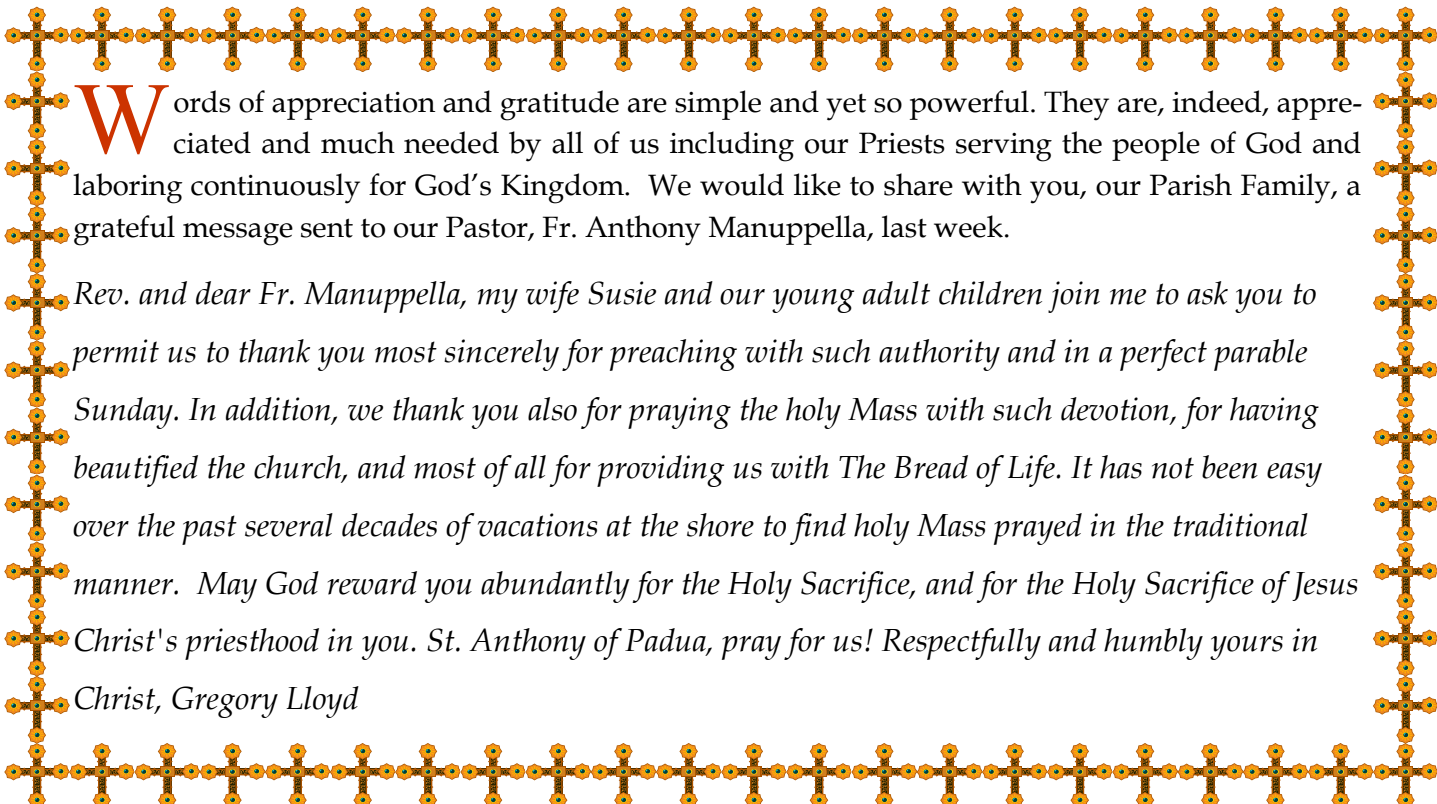 Words of appreciation and gratitude are simple and yet so powerful. They are, indeed, appre-
ciated and much needed by all of us including our Priests serving the people of God and
laboring continuously for God’s Kingdom.  We would like to share with you, our Parish Family, a
grateful message sent to our Pastor, Fr. Anthony Manuppella, last week.
Rev. and dear Fr. Manuppella, my wife Susie and our young adult children join me to ask you to
permit us to thank you most sincerely for preaching with such authority and in a perfect parable
Sunday. In addition, we thank you also for praying the holy Mass with such devotion, for having
beautified the church, and most of all for providing us with The Bread of Life. It has not been easy
over the past several decades of vacations at the shore to find holy Mass prayed in the traditional
manner.  May God reward you abundantly for the Holy Sacrifice, and for the Holy Sacrifice of Jesus
Christ's priesthood in you. St. Anthony of Padua, pray for us! Respectfully and humbly yours in
Christ, Gregory Lloyd